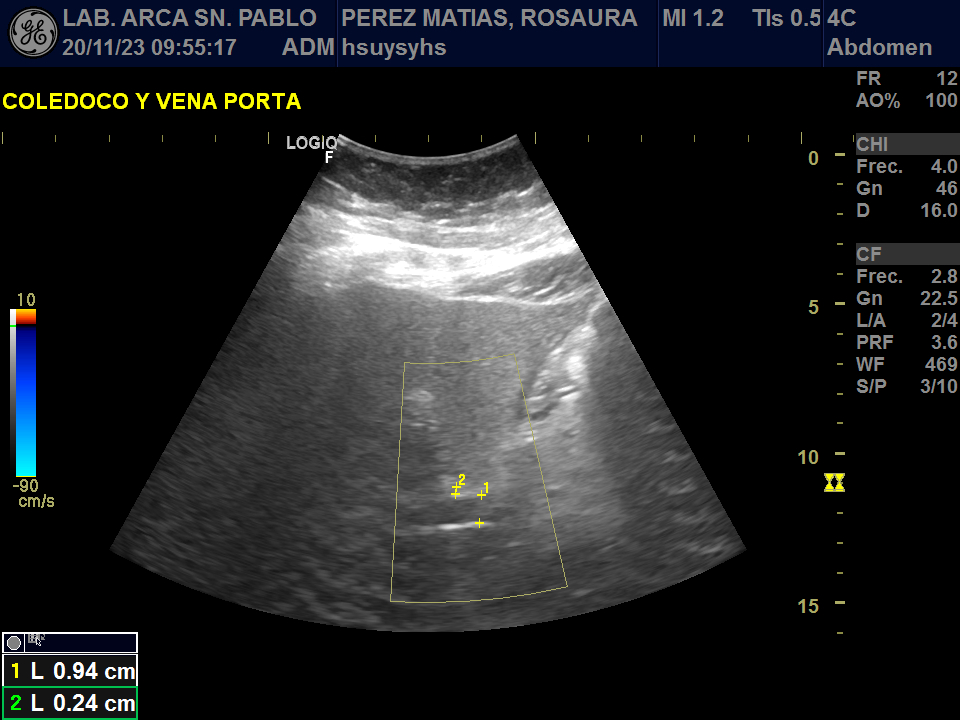 LAB. ARCA SN. PABLO
PEREZ MATIAS, ROSAURA
MI 1.2 TIs 0.5
4C
20/11/23 09:55:17 ADM
hsuysyhs
Abdomen
COLEDOCO Y VENA PORTA
FR 12
AO% 100
CHI
Frec. 4.0
Gn 46
D 16.0
CF
Frec. 2.8
Gn 22.5
L/A 2/4
PRF 3.6
WF 469
S/P 3/10
LOGIQ
F
0
5
10
15
10
-90
cm/s
2
1
1 L 0.94 cm
2 L 0.24 cm